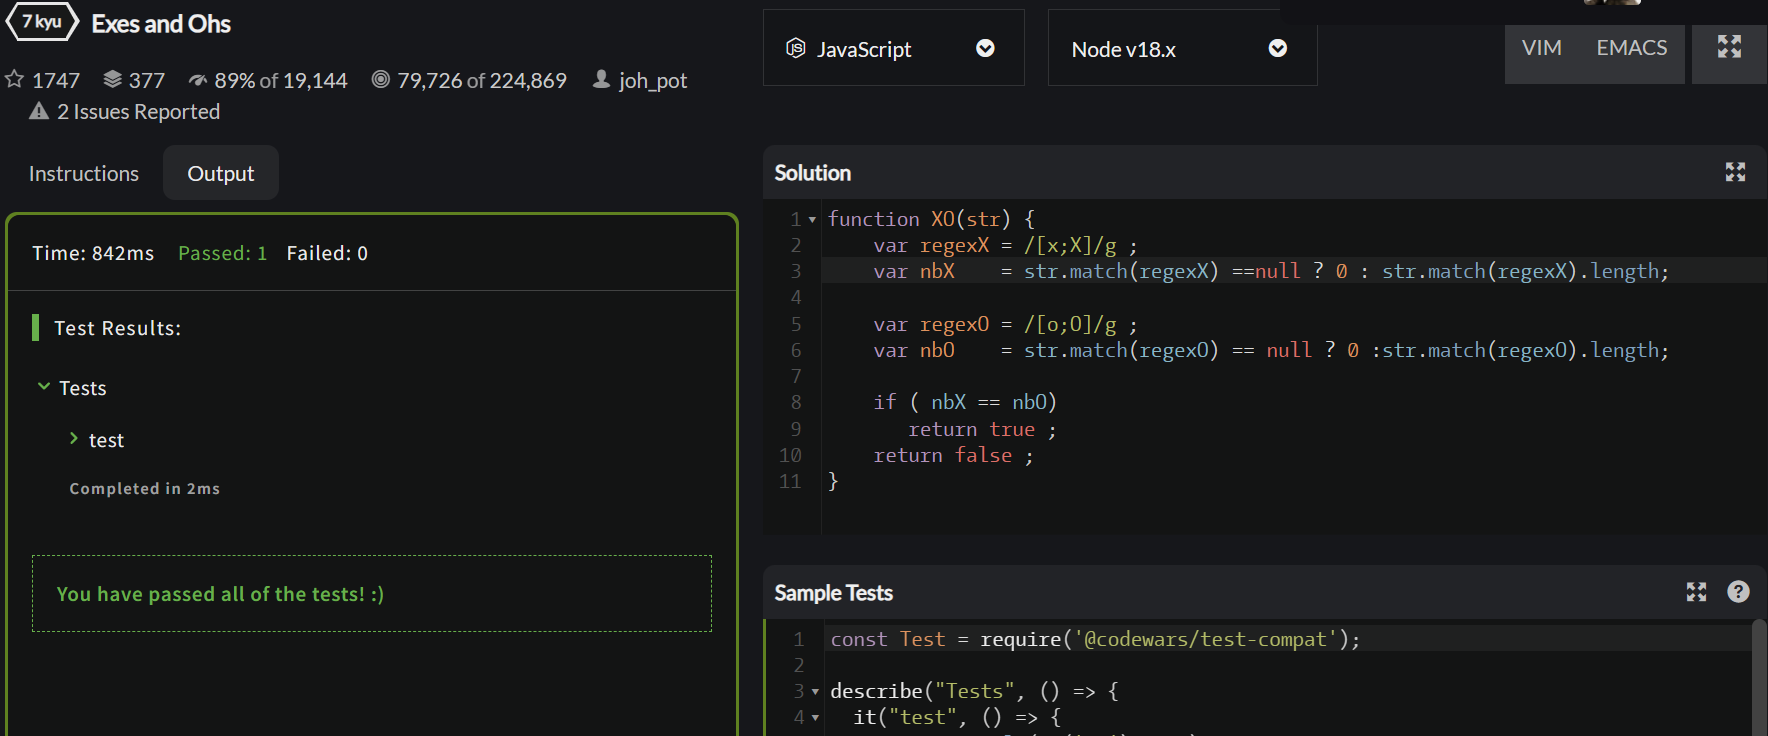 7 kyu Exes and Ohs
1747 377 89% of 19,144 79,726 of 224,869 joh_pot
2 Issues Reported
Instructions Output
Time: 842ms Passed: 1 Failed: 0
Test Results:
Tests
test
Completed in 2ms
You have passed all of the tests! :)
JavaScript Node v18.x VIM EMACS
Solution
1 function XO(str) {
2 var regexX = /[x;X]/g ;
3 var nbX = str.match(regexX) ==null ? 0 : str.match(regexX).length;
4
5 var regexO = /[o;O]/g ;
6 var nbO = str.match(regexO) == null ? 0 :str.match(regexO).length;
7
8 if ( nbX == nbO)
9 return true ;
10 return false ;
11 }
Sample Tests
1 const Test = require('@codewars/test-compat');
2
3 describe("Tests", () => {
4 it("test", () => {